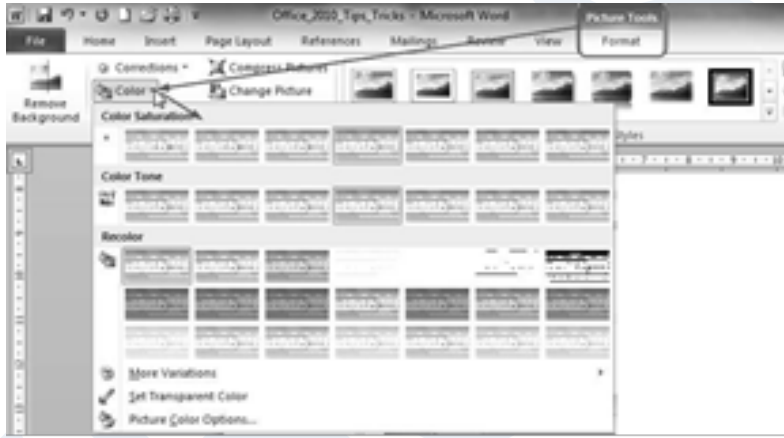 Office_2010_Tips_Tricks - Microsoft Word
Picture Tools
File Home Insert Page Layout References Mailings Review View Format
Remove Background
Corrections
Compress Pictures
Color
Change Picture
Styles
Color Saturation
Color Tone
Recolor
More Variations
Set Transparent Color
Picture Color Options...